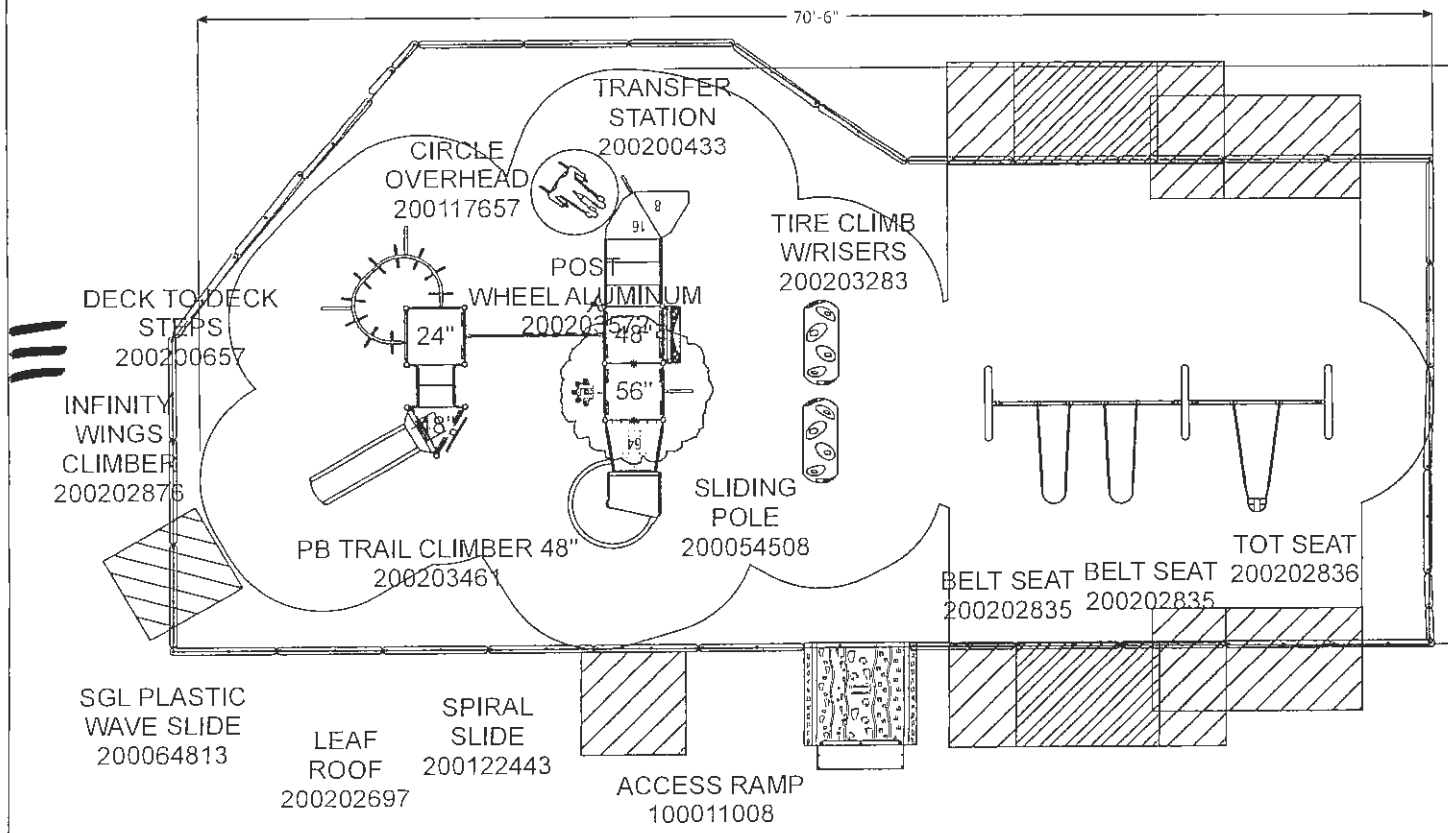 70'-6"
TRANSFER
STATION
200200433
CIRCLE
OVERHEAD
200117657
8
16
TIRE CLIMB
W/RISERS
200203283
POST
WHEEL ALUMINUM
DECK TO DECK
STEPS
200200657
24"
48"
56"
64
INFINITY
WINGS
CLIMBER
200202876
SLIDING
POLE
200054508
PB TRAIL CLIMBER 48"
200203461
BELT SEAT
200202835
BELT SEAT
200202835
TOT SEAT
200202836
SGL PLASTIC
WAVE SLIDE
200064813
LEAF
ROOF
200202697
SPIRAL
SLIDE
200122443
ACCESS RAMP
100011008